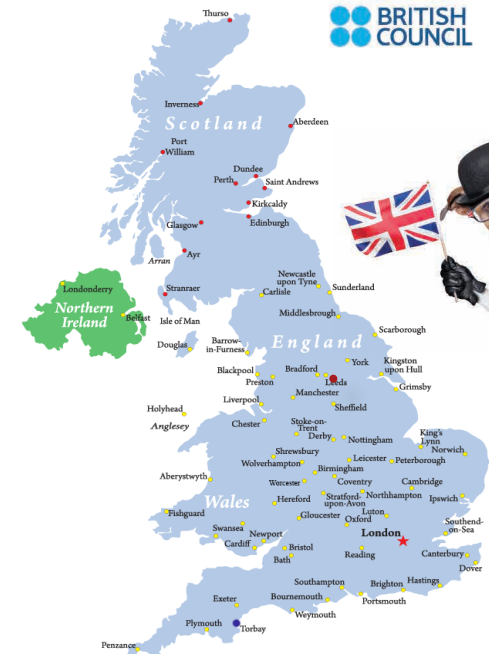 Thurso
BRITISH
COUNCIL
Inverness
Scotland
Aberdeen
Port
William
Dundee
Perth
Saint Andrews
Kirkcaldy
Glasgow
Edinburgh
Arran
Ayr
Newcastle
upon Tyne
Sunderland
Londonderry
Stranraer
Carlisle
Northern
Ireland
Belfast
Isle of Man
Middlesbrough
Scarborough
Douglas
Barrow-
in-Furness
England
York
Kingston
upon Hull
Blackpool
Bradford
Leeds
Preston
Grimsby
Manchester
Liverpool
Sheffield
Holyhead
Anglesey
Chester
Stoke-on-
Trent
Derby
Nottingham
King's
Lynn
Norwich
Shrewsbury
Wolverhampton
Leicester
Peterborough
Birmingham
Aberystwyth
Worcester
Coventry
Cambridge
Wales
Hereford
Stratford-
upon-Avon
Northhampton
Ipswich
Fishguard
Gloucester
Oxford
Luton
Southend-
on-Sea
Swansea
Newport
London
Cardiff
Bristol
Bath
Reading
Canterbury
Dover
Southampton
Brighton
Hastings
Exeter
Bournemouth
Portsmouth
Plymouth
Torbay
Weymouth
Penzance